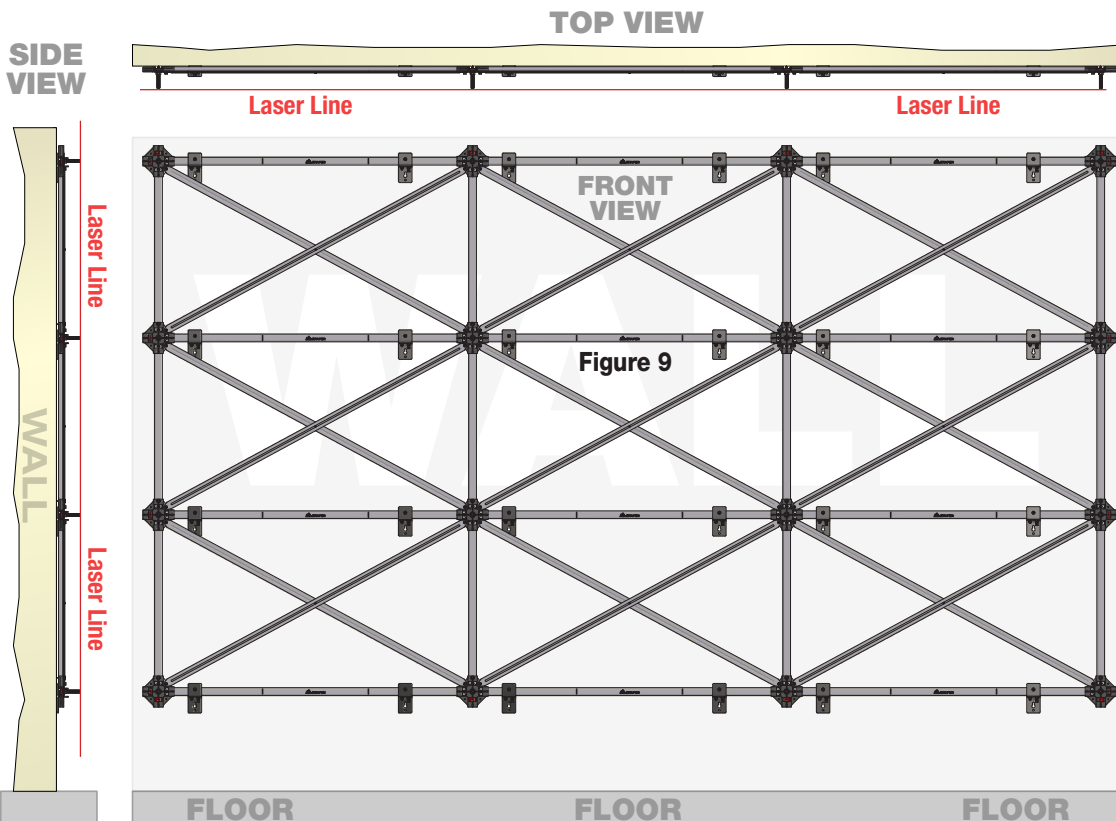 TOP VIEW
SIDE
VIEW
Laser Line
Laser Line
FRONT
VIEW
Laser Line
WALL
Figure 9
WALL
Laser Line
FLOOR
FLOOR
FLOOR